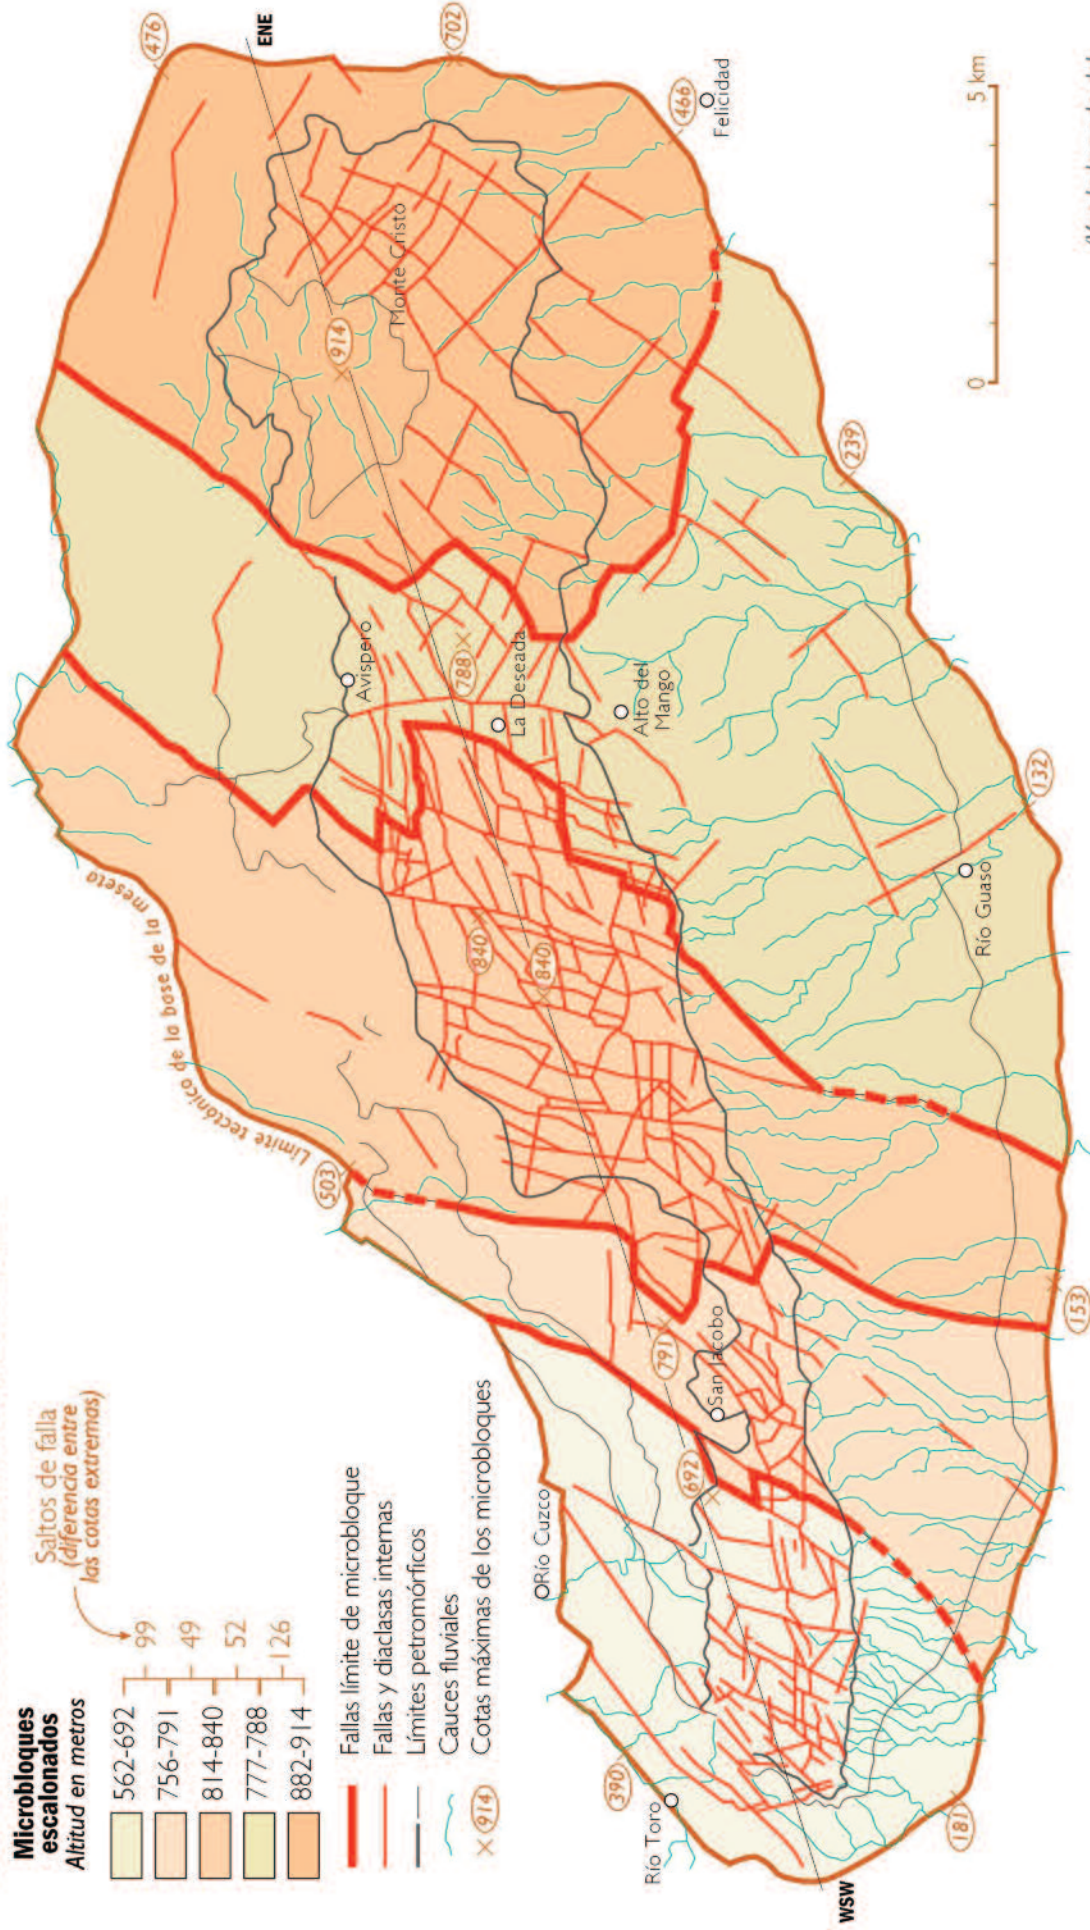 Microbloques
escalonados
Altitud en metros
562-692
756-791
814-840
777-788
882-914
Saltos de falla
(diferencia entre
las cotas extremas)
99
49
52
126
Fallas límite de microbloque
Fallas y diaclasas internas
Límites petromórficos
Cauces fluviales
914
Cotas máximas de los microbloques
Límite tectónico de la base de la meseta
WSW
ENE
476
702
466
Felicidad
Monte Cristo
914
239
Avispero
788
La Deseada
Alto del
Mango
132
Río Guaso
840
840
503
153
791
San Jacobo
692
Río Cuzco
390
Río Toro
181
0
5 km